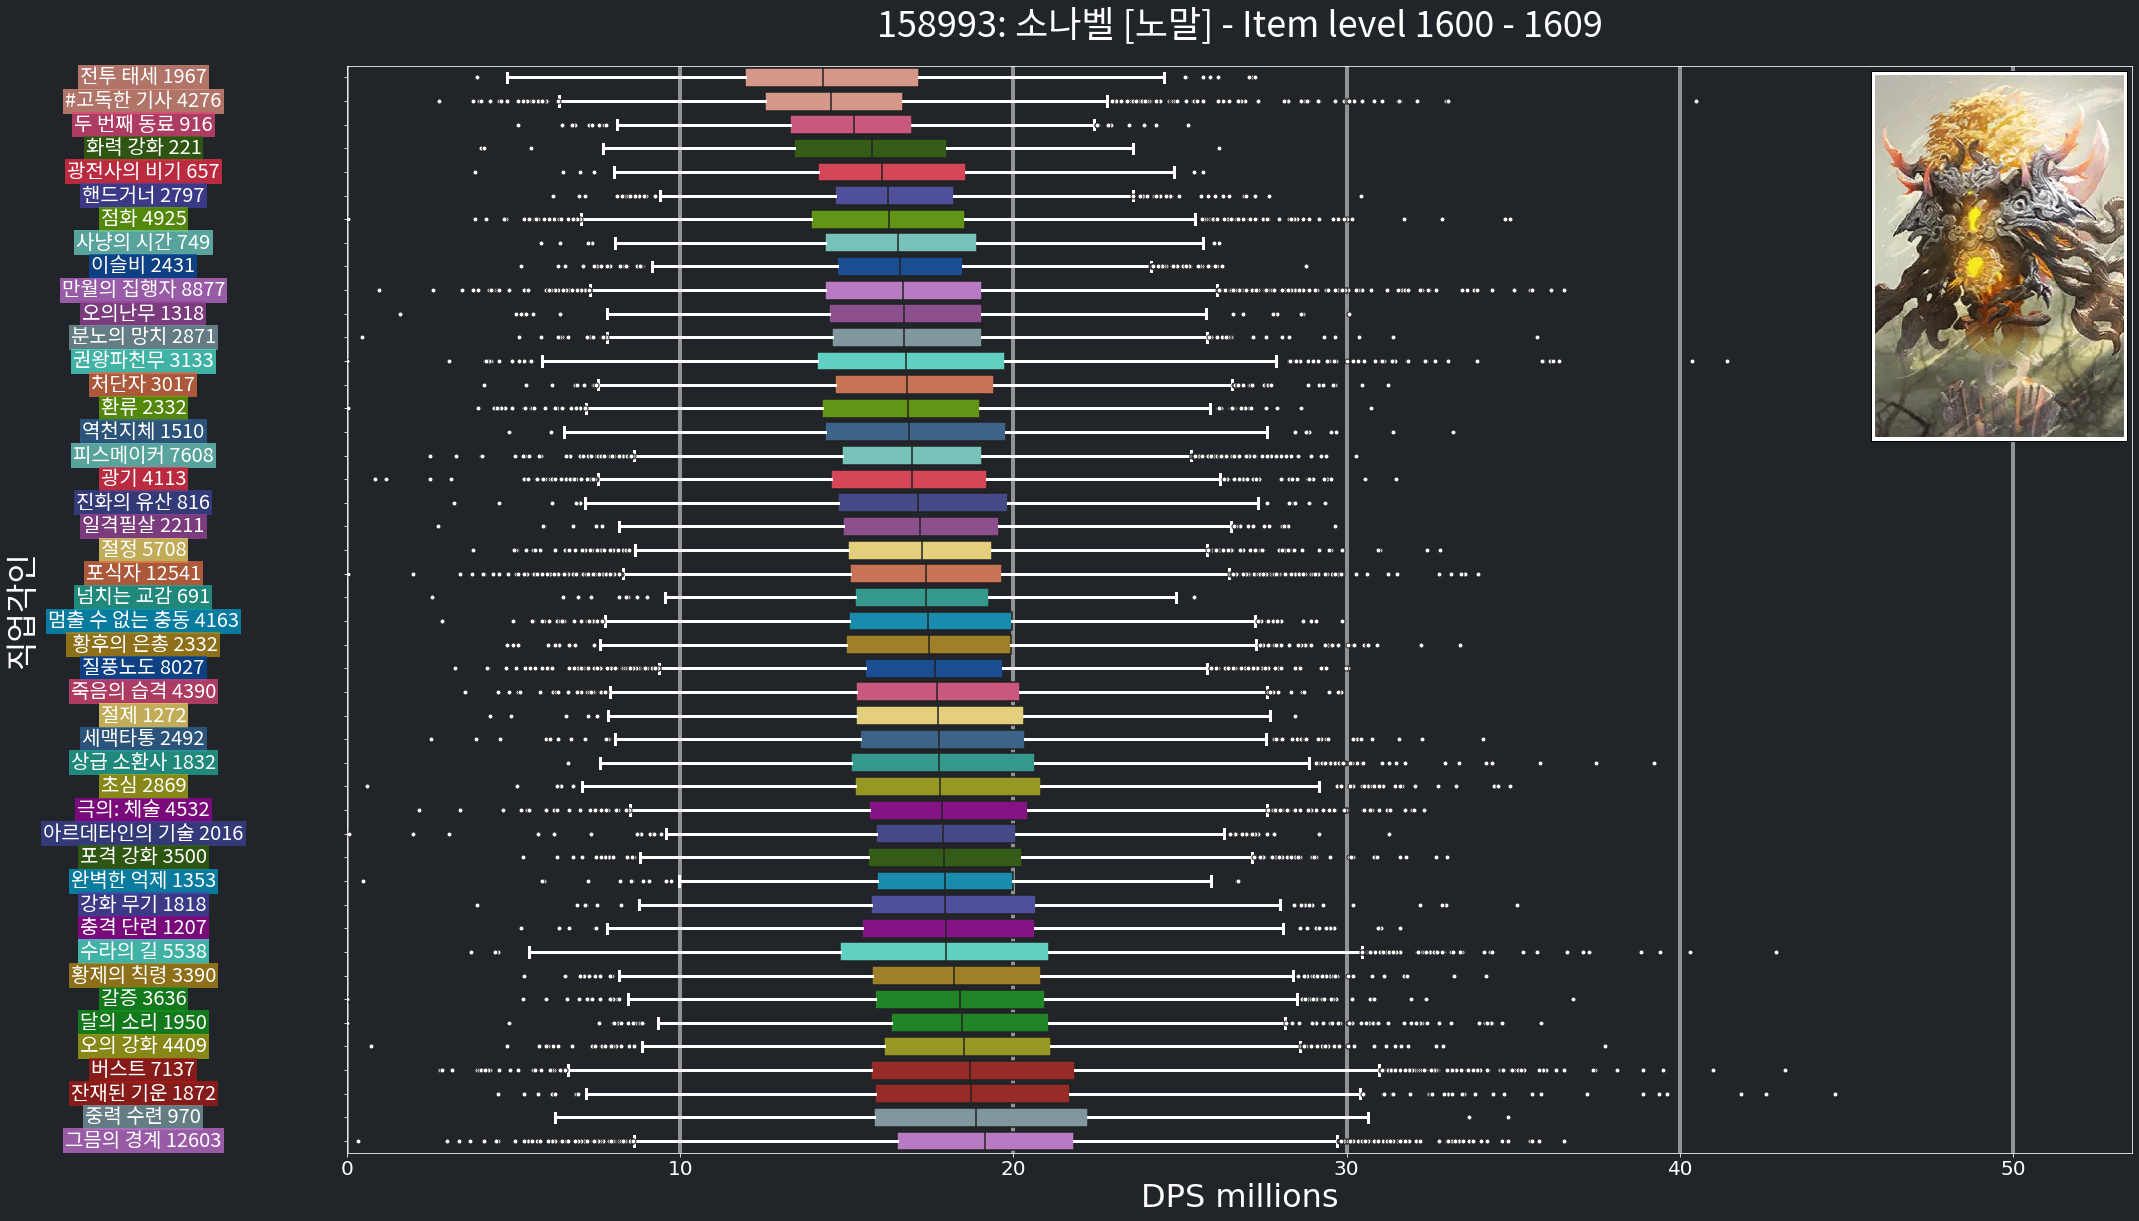 158993: 소나벨 [노말] - Item level 1600 - 1609
직업각인
전투 태세 1967
#고독한 기사 4276
두 번째 동료 916
화력 강화 221
광전사의 비기 657
핸드거너 2797
점화 4925
사냥의 시간 749
이슬비 2431
만월의 집행자 8877
오의난무 1318
분노의 망치 2871
권왕파천무 3133
처단자 3017
환류 2332
역천지체 1510
피스메이커 7608
광기 4113
진화의 유산 816
일격필살 2211
절정 5708
포식자 12541
넘치는 교감 691
멈출 수 없는 충동 4163
황후의 은총 2332
질풍노도 8027
죽음의 습격 4390
절제 1272
세맥타통 2492
상급 소환사 1832
초심 2869
극의: 체술 4532
아르데타인의 기술 2016
포격 강화 3500
완벽한 억제 1353
강화 무기 1818
충격 단련 1207
수라의 길 5538
황제의 칙령 3390
갈증 3636
달의 소리 1950
오의 강화 4409
버스트 7137
잔재된 기운 1872
중력 수련 970
그믐의 경계 12603
0 10 20 30 40 50
DPS millions